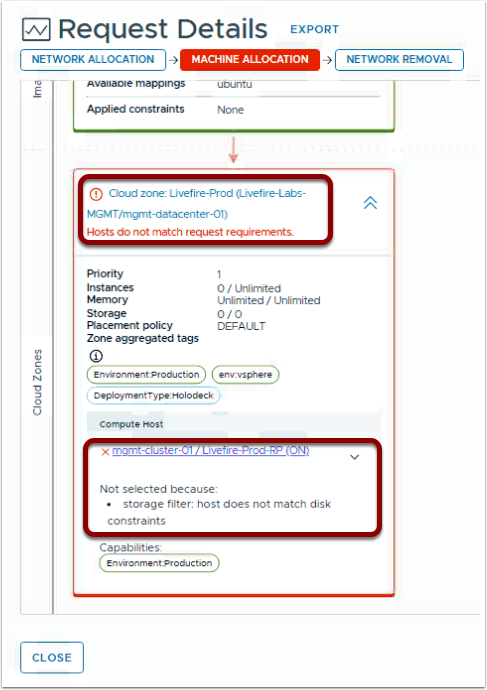 Request Details EXPORT
NETWORK ALLOCATION MACHINE ALLOCATION NETWORK REMOVAL
Available mappings ubuntu
Applied constraints None
Cloud zone: Livefire-Prod (Livefire-Labs-
MGMT/mgmt-datacenter-01)
Hosts do not match request requirements.
Priority 1
Instances 0 / Unlimited
Memory Unlimited / Unlimited
Storage 0 / 0
Placement policy DEFAULT
Zone aggregated tags
Environment:Production env:vsphere
DeploymentType:Holodeck
Cloud Zones
Compute Host
mgmt-cluster-01 / Livefire-Prod-RP (ON)
Not selected because:
• storage filter: host does not match disk
constraints
Capabilities:
Environment:Production
CLOSE